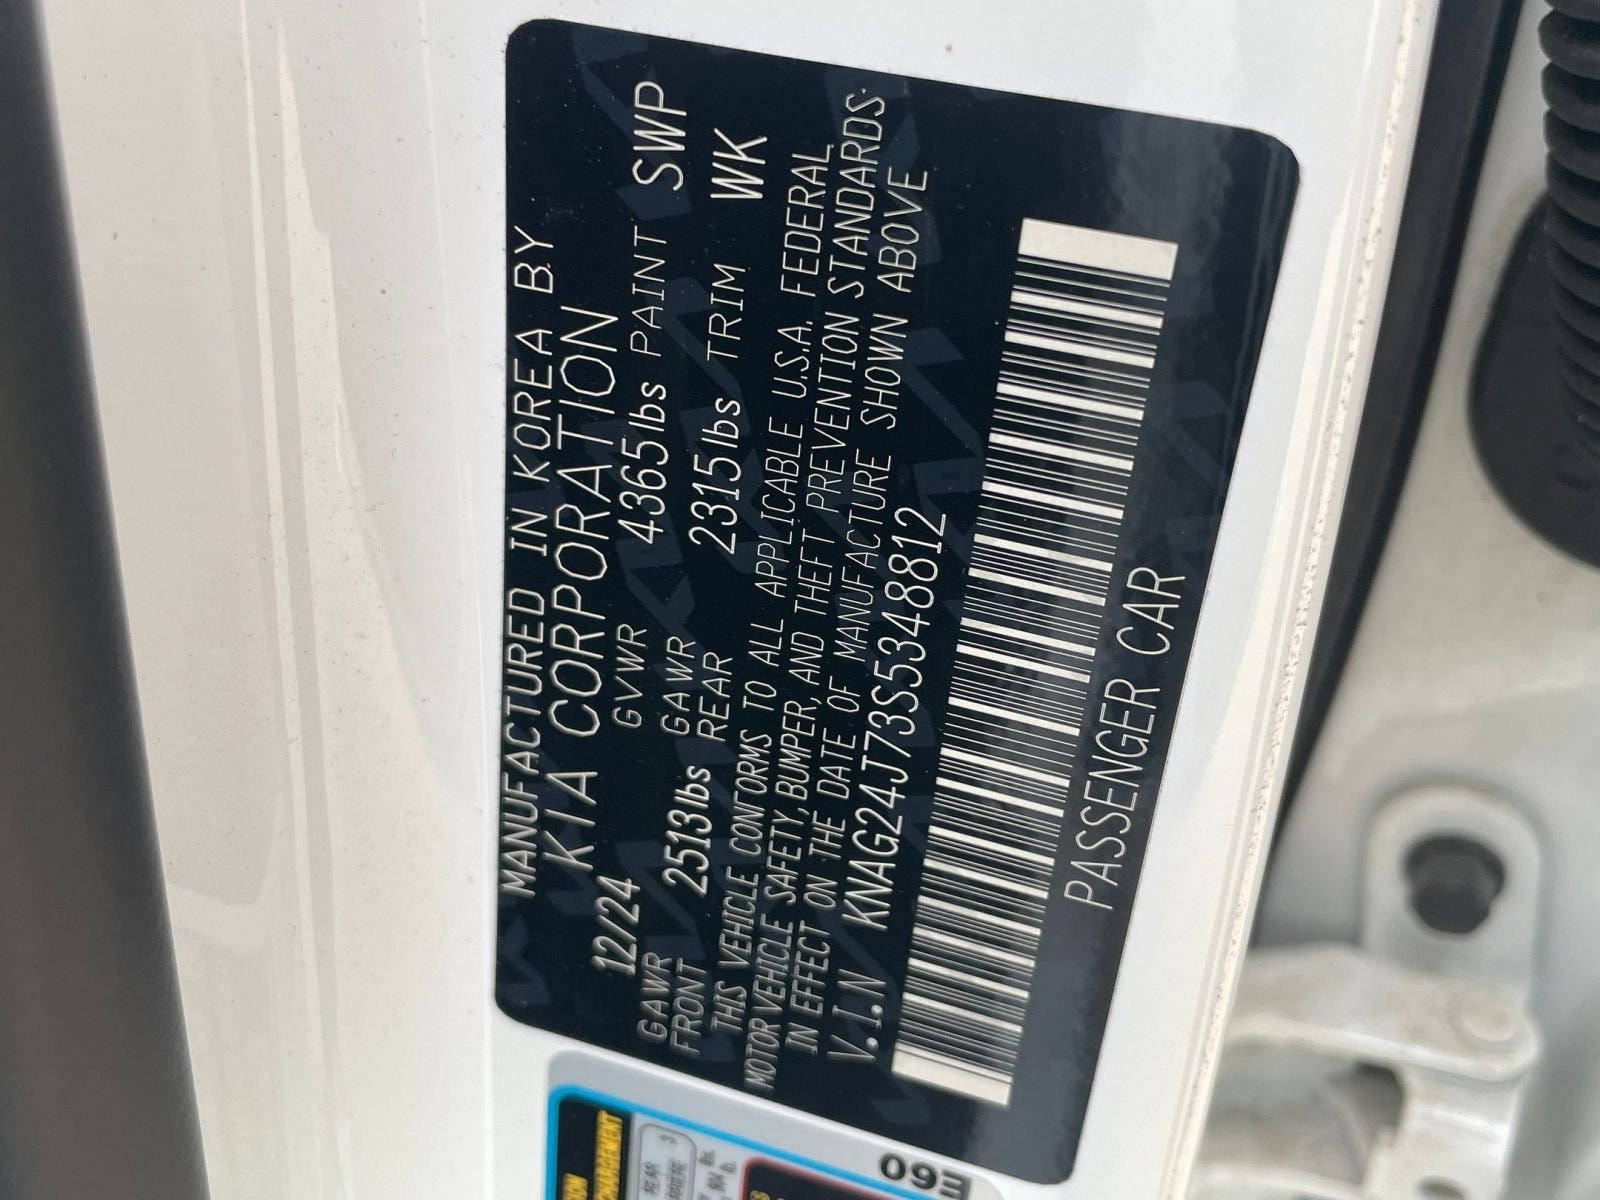 MANUFACTURED IN KOREA BY
KIA CORPORATION
12/24 GVWR 4365lbs PAINT SWP
GAWR FRONT 2513lbs GAWR REAR 2315lbs TRIM WK
THIS VEHICLE CONFORMS TO ALL APPLICABLE U.S.A. FEDERAL
MOTOR VEHICLE SAFETY, BUMPER, AND THEFT PREVENTION STANDARDS
IN EFFECT ON THE DATE OF MANUFACTURE SHOWN ABOVE
V.I.N KNAG24J73S5348812
PASSENGER CAR
REAR
3